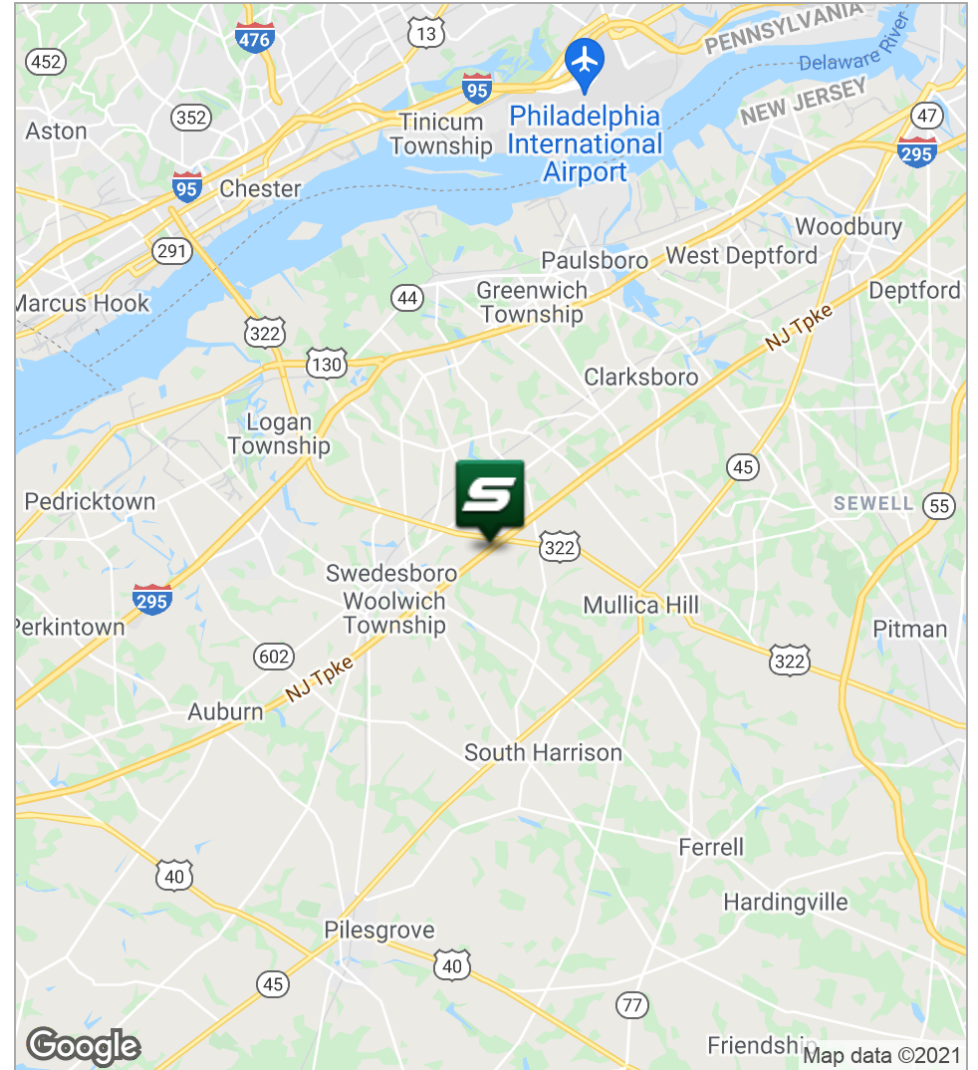 476
13
PENNSYLVANIA
452
Delaware River
95
NEW JERSEY
47
352
Tinicum
Township
Philadelphia
International
Airport
Aston
295
95
Chester
Woodbury
291
Paulsboro
West Deptford
Marcus Hook
44
Greenwich
Township
Deptford
322
NJ Tpke
130
Clarksboro
Logan
Township
45
S
Pedricktown
SEWELL
55
322
Swedesboro
Woolwich
Township
295
Mullica Hill
Perkintown
Pitman
602
322
NJ Tpke
Auburn
South Harrison
Ferrell
40
Hardingville
Pilesgrove
40
45
77
Google
Friendship
Map data ©2021